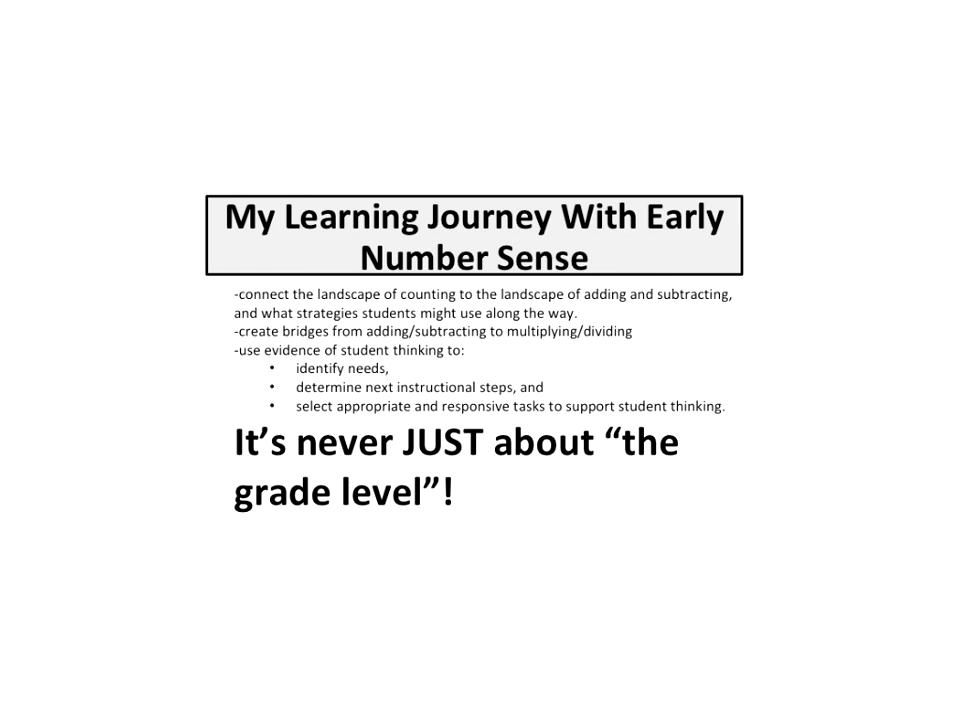 My Learning Journey With Early
Number Sense
-connect the landscape of counting to the landscape of adding and subtracting,
and what strategies students might use along the way.
-create bridges from adding/subtracting to multiplying/dividing
-use evidence of student thinking to:
• identify needs,
• determine next instructional steps, and
• select appropriate and responsive tasks to support student thinking.
It’s never JUST about “the
grade level”!